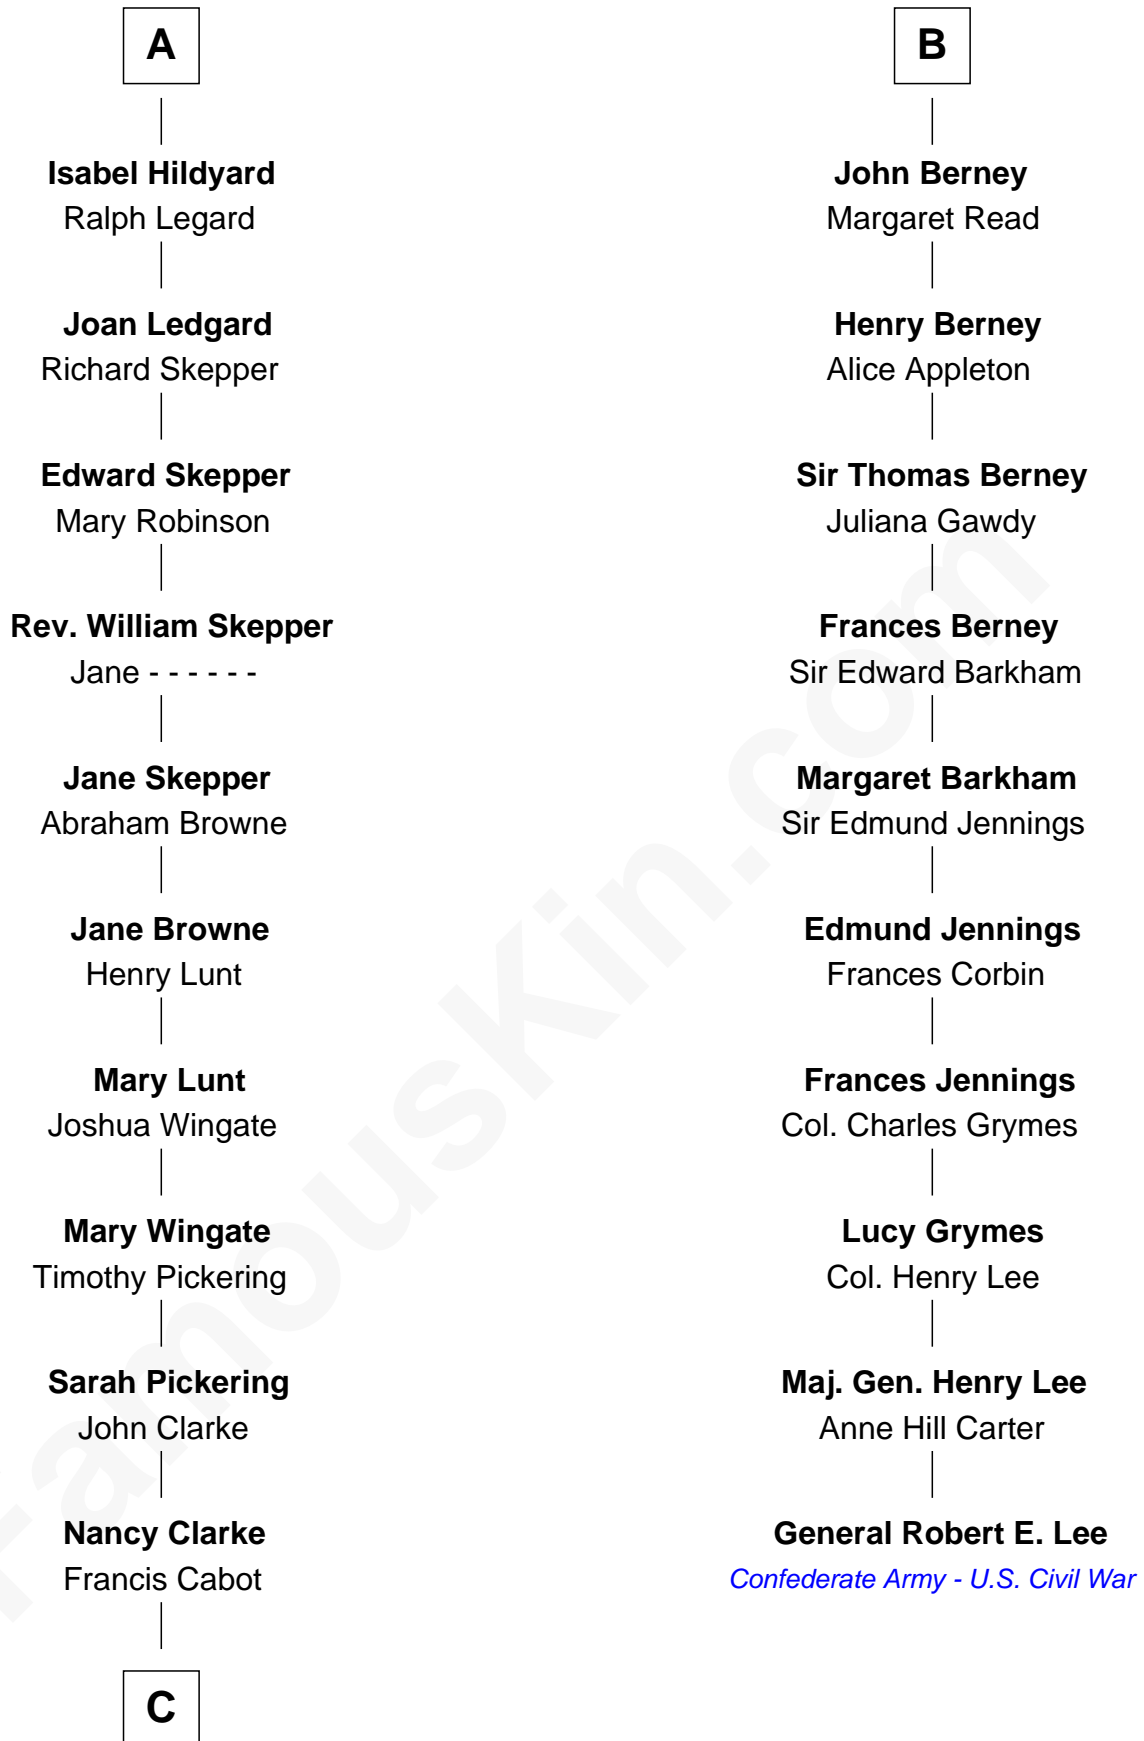 A
Isabel Hildyard
Ralph Legard
Joan Ledgard
Richard Skepper
Edward Skepper
Mary Robinson
Rev. William Skepper
Jane - - - - - -
Jane Skepper
Abraham Browne
Jane Browne
Henry Lunt
Mary Lunt
Joshua Wingate
Mary Wingate
Timothy Pickering
Sarah Pickering
John Clarke
Nancy Clarke
Francis Cabot
C
B
John Berney
Margaret Read
Henry Berney
Alice Appleton
Sir Thomas Berney
Juliana Gawdy
Frances Berney
Sir Edward Barkham
Margaret Barkham
Sir Edmund Jennings
Edmund Jennings
Frances Corbin
Frances Jennings
Col. Charles Grymes
Lucy Grymes
Col. Henry Lee
Maj. Gen. Henry Lee
Anne Hill Carter
General Robert E. Lee
Confederate Army - U.S. Civil War
FamousKin.com